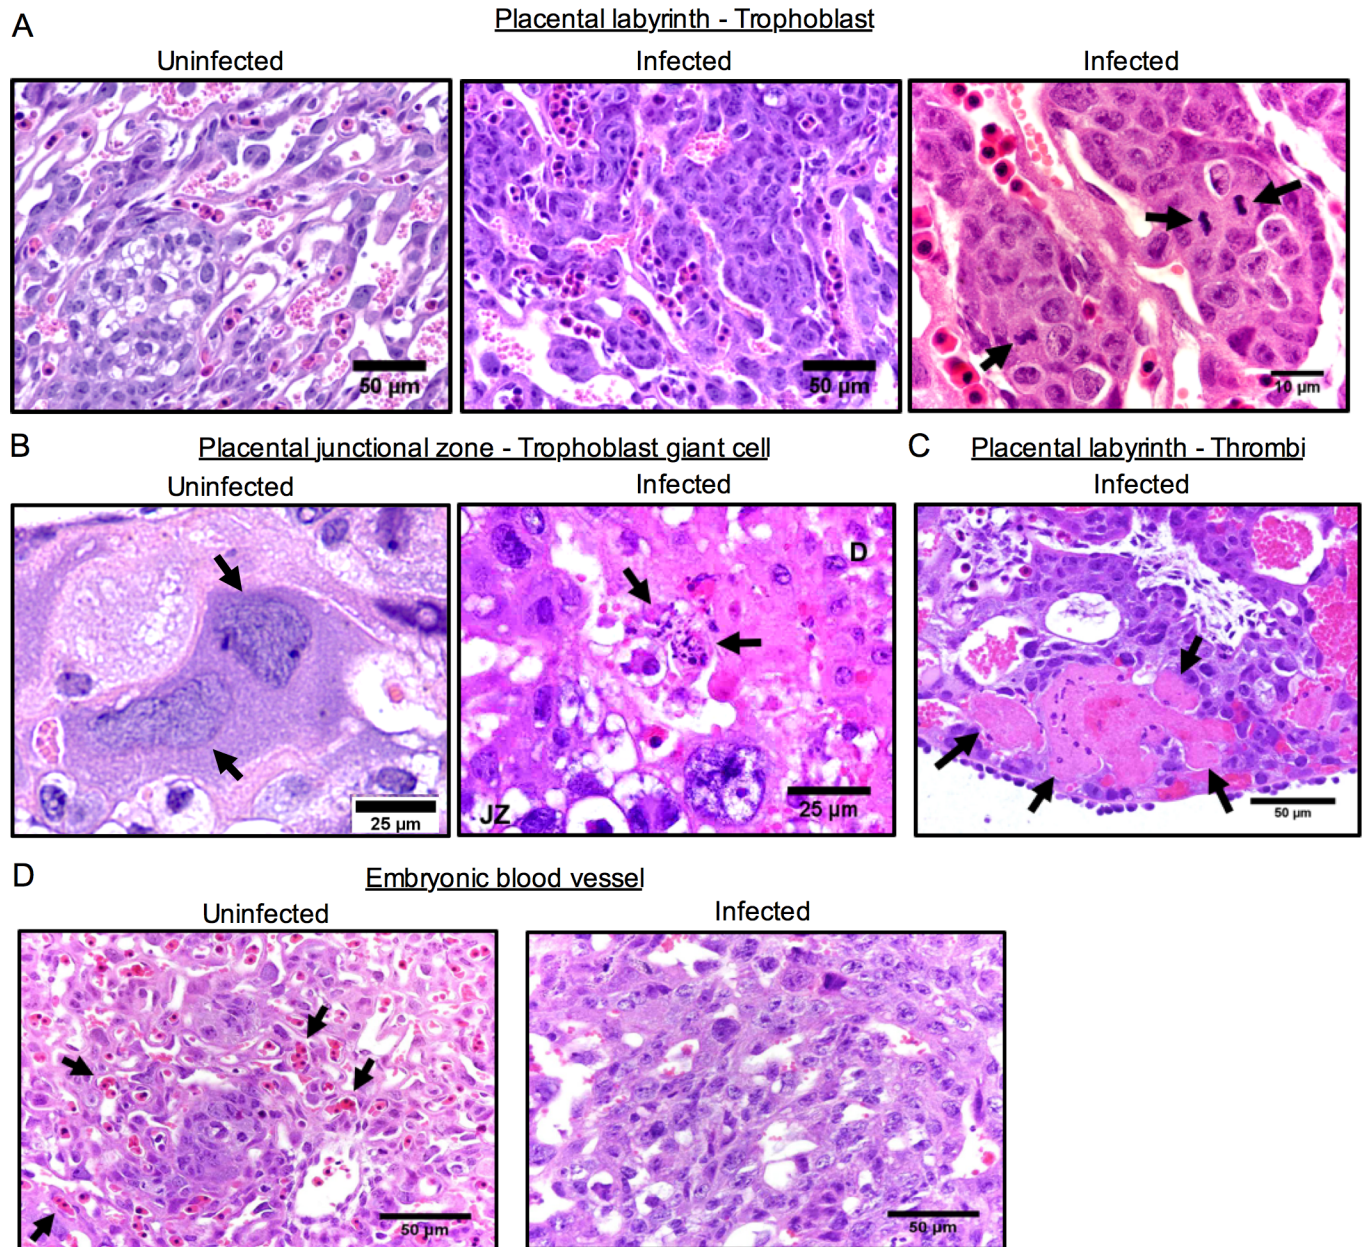 A
Placental labyrinth - Trophoblast
Uninfected
Infected
Infected
50 µm
50 µm
10 µm
B
Placental junctional zone - Trophoblast giant cell
C
Placental labyrinth - Thrombi
Uninfected
Infected
Infected
D
JZ
25 µm
25 µm
50 µm
D
Embryonic blood vessel
Uninfected
Infected
50 µm
50 µm